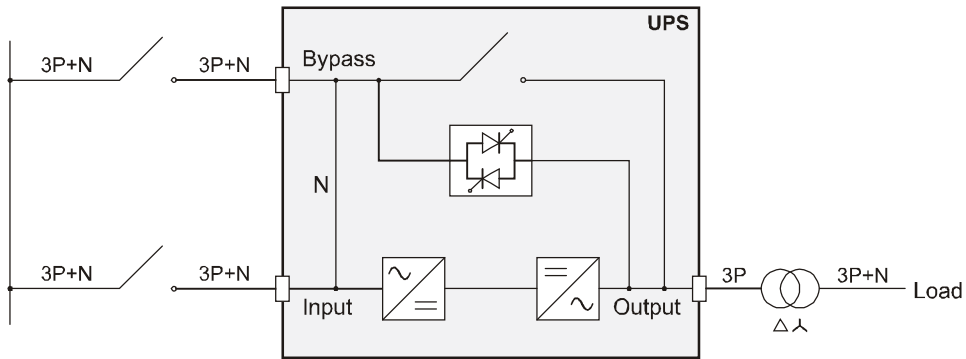 UPS
3P+N
3P+N
Bypass
N
3P+N
3P+N
Input
Output
3P
3P+N
Load